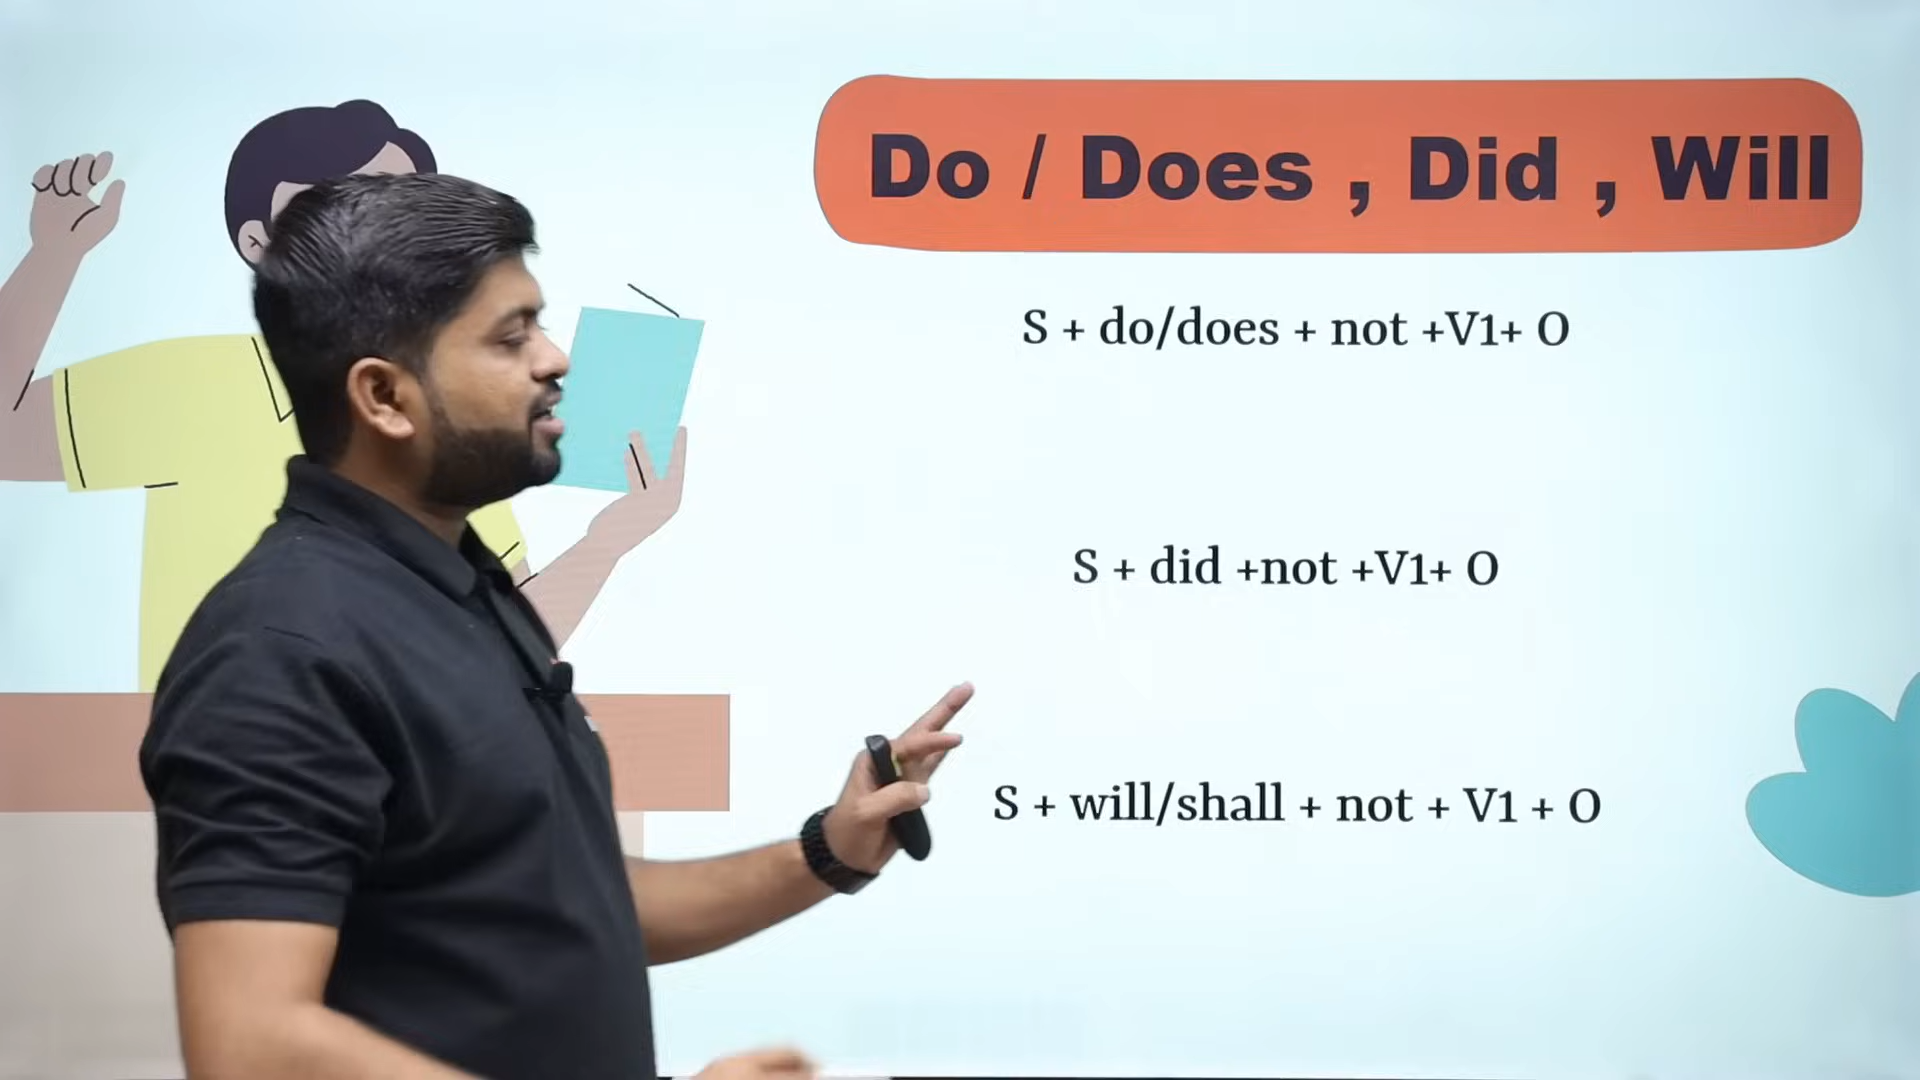 Do / Does , Did , Will
S + do/does + not +V1+ O
S + did +not +V1+ O
S + will/shall + not + V1 + O